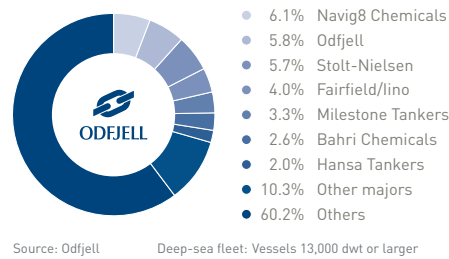 6.1% Navig8 Chemicals
5.8% Odfjell
5.7% Stolt-Nielsen
4.0% Fairfield/Iino
3.3% Milestone Tankers
2.6% Bahri Chemicals
2.0% Hansa Tankers
10.3% Other majors
60.2% Others
ODFJELL
Source: Odfjell Deep-sea fleet: Vessels 13,000 dwt or larger